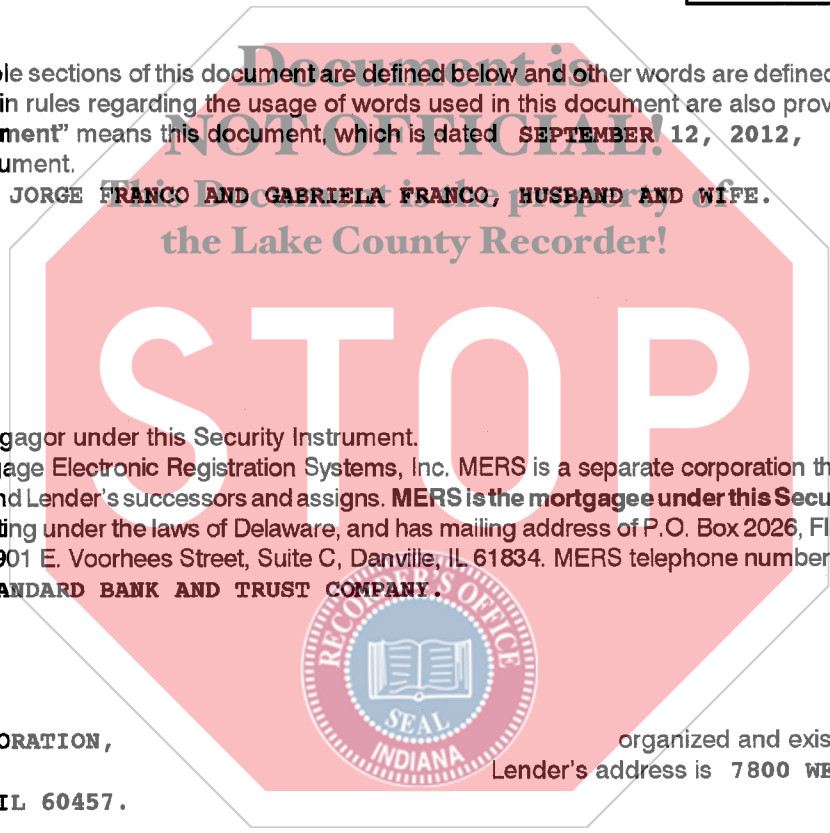 Document is
ole sections of this document are defined below and other words are defined
in rules regarding the usage of words used in this document are also prov
NOT OFFICIAL!
ment” means this document, which is dated SEPTEMBER 12, 2012,
ument.
This Document is the property of
JORGE FRANCO AND GABRIELA FRANCO, HUSBAND AND WIFE.
the Lake County Recorder!
STOP
gagor under this Security Instrument.
gage Electronic Registration Systems, Inc. MERS is a separate corporation th
nd Lender's successors and assigns. MERS is the mortgagee under this Secu
ting under the laws of Delaware, and has mailing address of P.O. Box 2026, Fl
901 E. Voorhees Street, Suite C, Danville, IL 61834. MERS telephone number
ANDARD BANK AND TRUST COMPANY.
RECORDER'S OFFICE
SEAL
INDIANA
ORATION, organized and exis
Lender's address is 7800 WE
IL 60457.